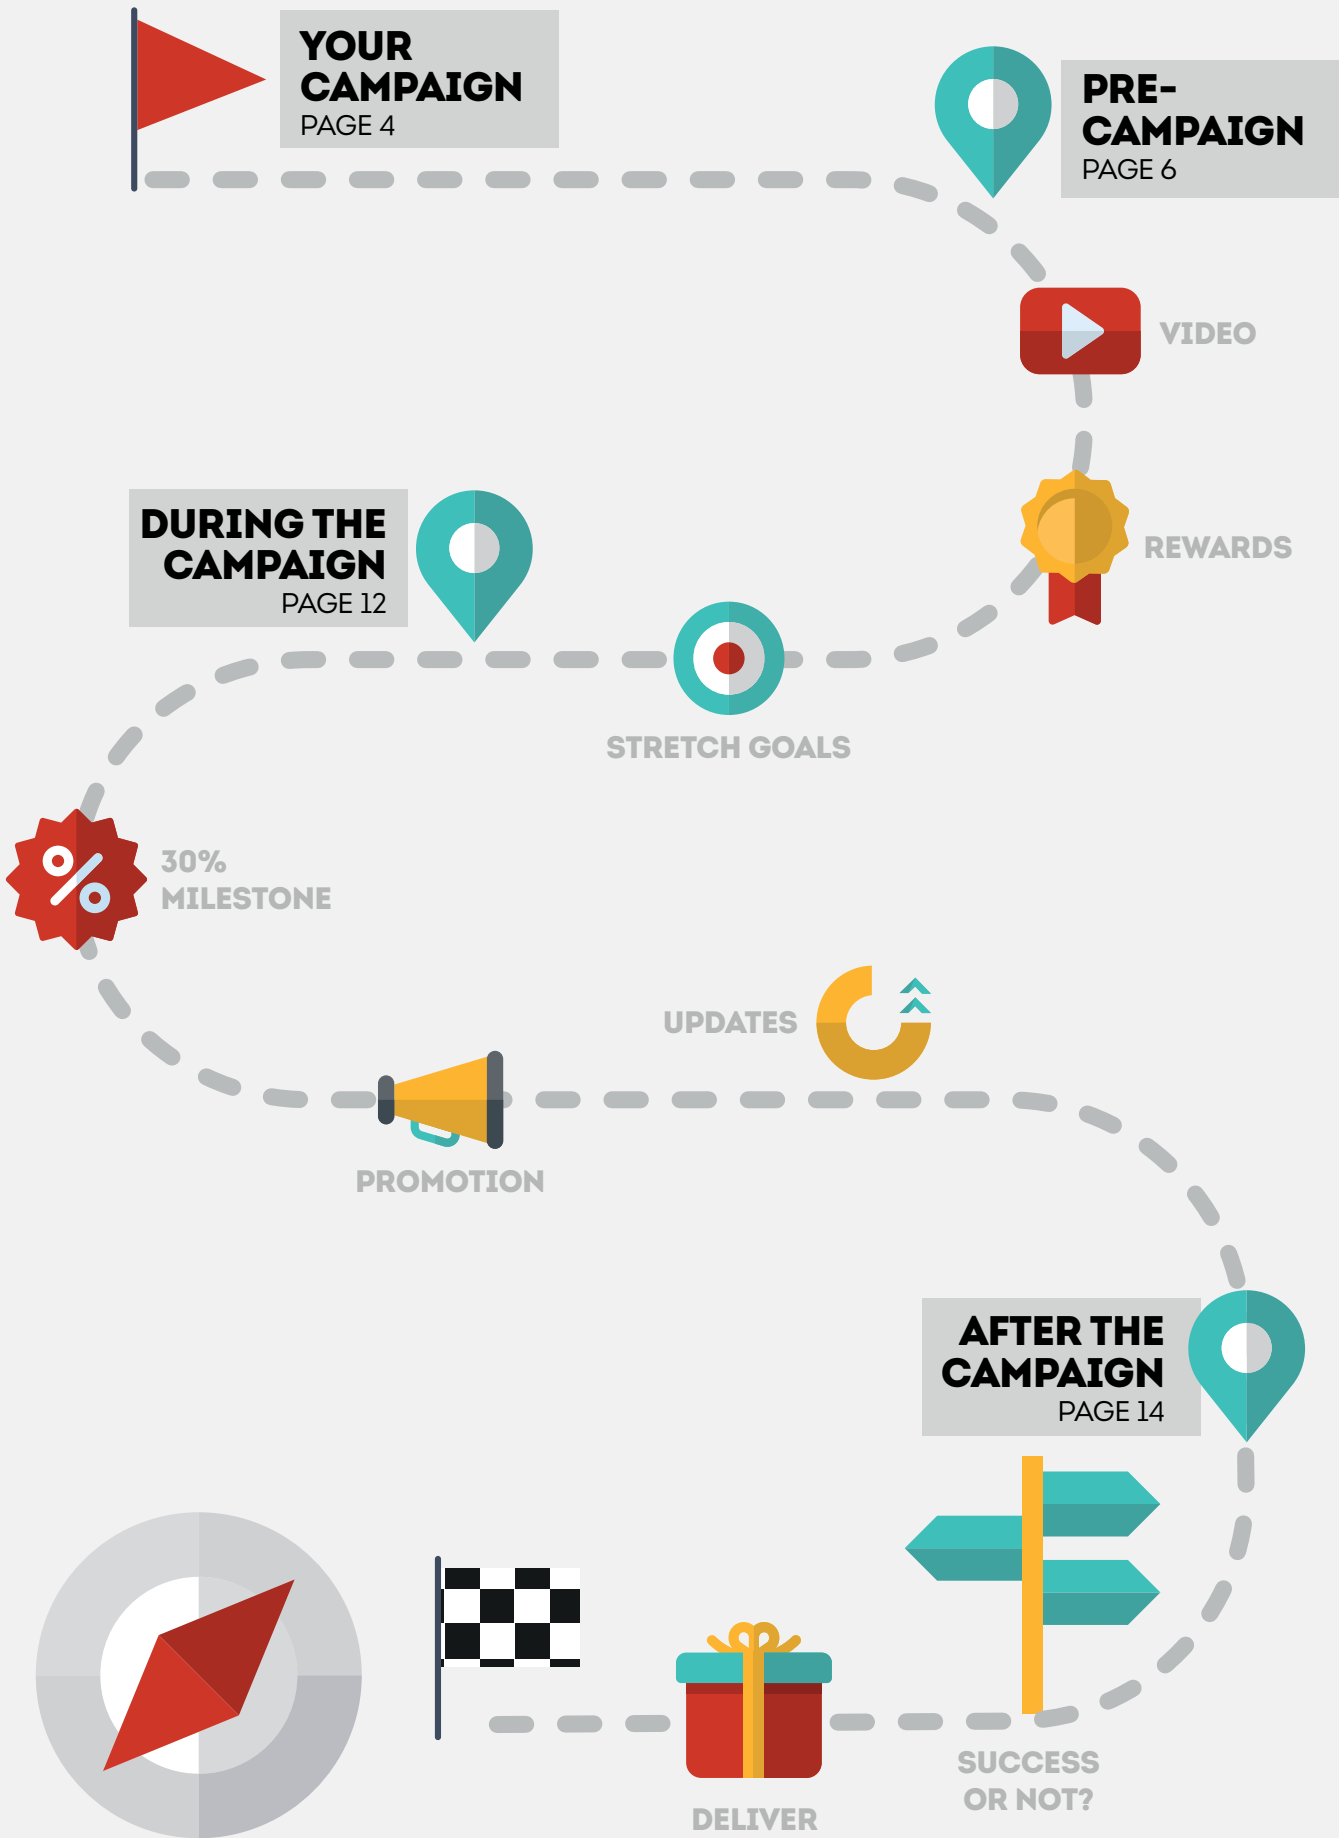 YOUR
CAMPAIGN
PAGE 4
PRE-
CAMPAIGN
PAGE 6
VIDEO
REWARDS
DURING THE
CAMPAIGN
PAGE 12
STRETCH GOALS
30%
MILESTONE
UPDATES
PROMOTION
AFTER THE
CAMPAIGN
PAGE 14
SUCCESS
OR NOT?
DELIVER